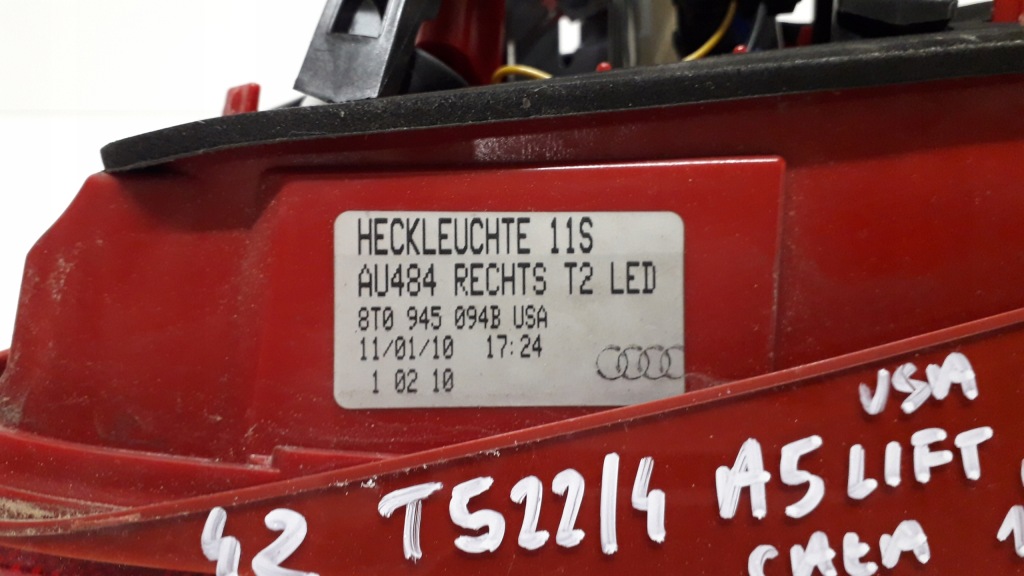 HECKLEUCHTE 11S
AU484 RECHTS T2 LED
8T0 945 094B USA
11/01/10 17:24
1 02 10
USA
42 T522/4 A5 LIFT